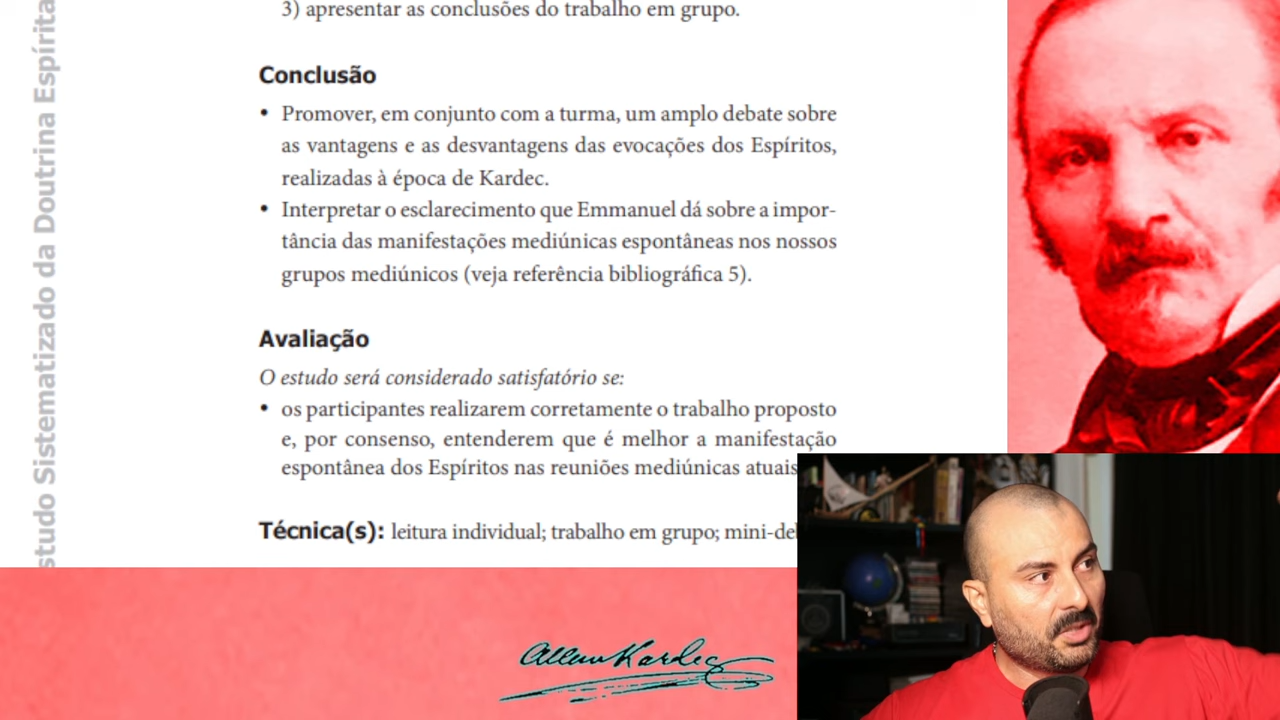 3) apresentar as conclusões do trabalho em grupo.
Conclusão
• Promover, em conjunto com a turma, um amplo debate sobre
as vantagens e as desvantagens das evocações dos Espíritos,
realizadas à época de Kardec.
• Interpretar o esclarecimento que Emmanuel dá sobre a impor-
tância das manifestações mediúnicas espontâneas nos nossos
grupos mediúnicos (veja referência bibliográfica 5).
Avaliação
O estudo será considerado satisfatório se:
• os participantes realizarem corretamente o trabalho proposto
e, por consenso, entenderem que é melhor a manifestação
espontânea dos Espíritos nas reuniões mediúnicas atuais
Técnica(s): leitura individual; trabalho em grupo; mini-de
studo Sistematizado da Doutrina Espírita
Allan Kardec